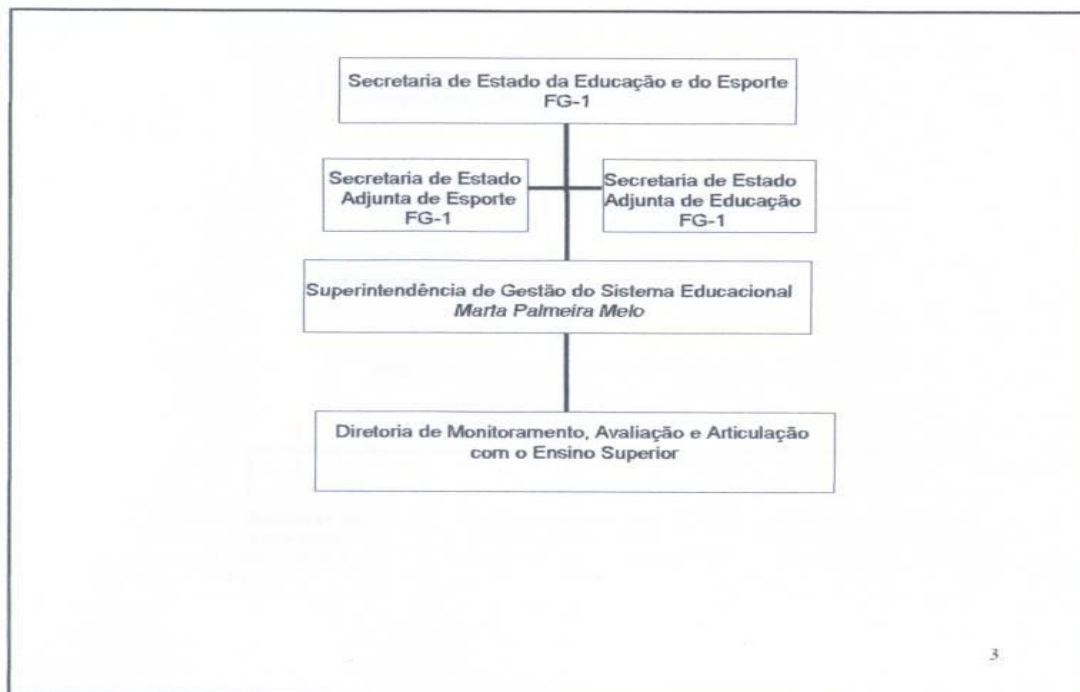 Secretaria de Estado da Educação e do Esporte
FG-1
Secretaria de Estado
Adjunta de Esporte
FG-1
Secretaria de Estado
Adjunta de Educação
FG-1
Superintendência de Gestão do Sistema Educacional
Marta Palmeira Melo
Diretoria de Monitoramento, Avaliação e Articulação
com o Ensino Superior
3